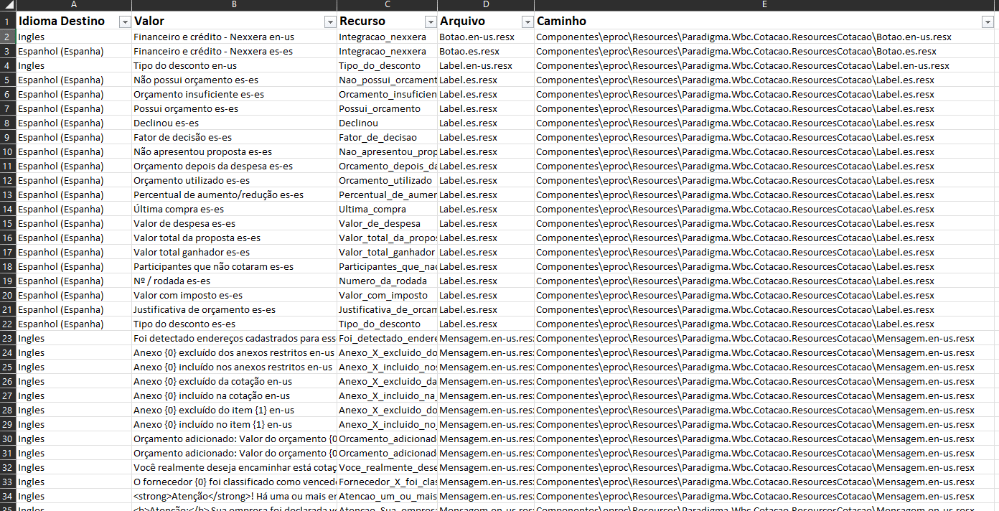 A B C D E
1 Idioma Destino Valor Recurso Arquivo Caminho
2 Ingles Financeiro e crédito - Nexxera en-us Integracao_nexxera Botao.en-us.resx Componentes\eproc\Resources\Paradigma.Wbc.Cotacao.ResourcesCotacao\Botao.en-us.resx
3 Espanhol (Espanha) Financeiro e crédito - Nexxera es-es Integracao_nexxera Botao.es.resx Componentes\eproc\Resources\Paradigma.Wbc.Cotacao.ResourcesCotacao\Botao.es.resx
4 Ingles Tipo do desconto en-us Tipo_do_desconto Label.en-us.resx Componentes\eproc\Resources\Paradigma.Wbc.Cotacao.ResourcesCotacao\Label.en-us.resx
5 Espanhol (Espanha) Não possui orçamento es-es Nao_possui_orcament Label.es.resx Componentes\eproc\Resources\Paradigma.Wbc.Cotacao.ResourcesCotacao\Label.es.resx
6 Espanhol (Espanha) Orçamento insuficiente es-es Orcamento_insuficien Label.es.resx Componentes\eproc\Resources\Paradigma.Wbc.Cotacao.ResourcesCotacao\Label.es.resx
7 Espanhol (Espanha) Possui orçamento es-es Possui_orcamento Label.es.resx Componentes\eproc\Resources\Paradigma.Wbc.Cotacao.ResourcesCotacao\Label.es.resx
8 Espanhol (Espanha) Declinou es-es Declinou Label.es.resx Componentes\eproc\Resources\Paradigma.Wbc.Cotacao.ResourcesCotacao\Label.es.resx
9 Espanhol (Espanha) Fator de decisão es-es Fator_de_decisao Label.es.resx Componentes\eproc\Resources\Paradigma.Wbc.Cotacao.ResourcesCotacao\Label.es.resx
10 Espanhol (Espanha) Não apresentou proposta es-es Nao_apresentou_prop Label.es.resx Componentes\eproc\Resources\Paradigma.Wbc.Cotacao.ResourcesCotacao\Label.es.resx
11 Espanhol (Espanha) Orçamento depois da despesa es-es Orcamento_depois_da Label.es.resx Componentes\eproc\Resources\Paradigma.Wbc.Cotacao.ResourcesCotacao\Label.es.resx
12 Espanhol (Espanha) Orçamento utilizado es-es Orcamento_utilizado Label.es.resx Componentes\eproc\Resources\Paradigma.Wbc.Cotacao.ResourcesCotacao\Label.es.resx
13 Espanhol (Espanha) Percentual de aumento/redução es-es Percentual_de_aumer Label.es.resx Componentes\eproc\Resources\Paradigma.Wbc.Cotacao.ResourcesCotacao\Label.es.resx
14 Espanhol (Espanha) Última compra es-es Ultima_compra Label.es.resx Componentes\eproc\Resources\Paradigma.Wbc.Cotacao.ResourcesCotacao\Label.es.resx
15 Espanhol (Espanha) Valor de despesa es-es Valor_de_despesa Label.es.resx Componentes\eproc\Resources\Paradigma.Wbc.Cotacao.ResourcesCotacao\Label.es.resx
16 Espanhol (Espanha) Valor total da proposta es-es Valor_total_da_propos Label.es.resx Componentes\eproc\Resources\Paradigma.Wbc.Cotacao.ResourcesCotacao\Label.es.resx
17 Espanhol (Espanha) Valor total ganhador es-es Valor_total_ganhador Label.es.resx Componentes\eproc\Resources\Paradigma.Wbc.Cotacao.ResourcesCotacao\Label.es.resx
18 Espanhol (Espanha) Participantes que não cotaram es-es Participantes_que_nao Label.es.resx Componentes\eproc\Resources\Paradigma.Wbc.Cotacao.ResourcesCotacao\Label.es.resx
19 Espanhol (Espanha) Nº / rodada es-es Numero_da_rodada Label.es.resx Componentes\eproc\Resources\Paradigma.Wbc.Cotacao.ResourcesCotacao\Label.es.resx
20 Espanhol (Espanha) Valor com imposto es-es Valor_com_imposto Label.es.resx Componentes\eproc\Resources\Paradigma.Wbc.Cotacao.ResourcesCotacao\Label.es.resx
21 Espanhol (Espanha) Justificativa de orçamento es-es Justificativa_de_orcam Label.es.resx Componentes\eproc\Resources\Paradigma.Wbc.Cotacao.ResourcesCotacao\Label.es.resx
22 Espanhol (Espanha) Tipo do desconto es-es Tipo_do_desconto Label.es.resx Componentes\eproc\Resources\Paradigma.Wbc.Cotacao.ResourcesCotacao\Label.es.resx
23 Ingles Foi detectado endereços cadastrados para ess Foi_detectado_endere Mensagem.en-us.res Componentes\eproc\Resources\Paradigma.Wbc.Cotacao.ResourcesCotacao\Mensagem.en-us.resx
24 Ingles Anexo {0} excluído dos anexos restritos en-us Anexo_X_excluido_do Mensagem.en-us.res Componentes\eproc\Resources\Paradigma.Wbc.Cotacao.ResourcesCotacao\Mensagem.en-us.resx
25 Ingles Anexo {0} incluído nos anexos restritos en-us Anexo_X_incluido_nos Mensagem.en-us.res Componentes\eproc\Resources\Paradigma.Wbc.Cotacao.ResourcesCotacao\Mensagem.en-us.resx
26 Ingles Anexo {0} excluído da cotação en-us Anexo_X_excluido_da Mensagem.en-us.res Componentes\eproc\Resources\Paradigma.Wbc.Cotacao.ResourcesCotacao\Mensagem.en-us.resx
27 Ingles Anexo {0} incluído na cotação en-us Anexo_X_incluido_na_ Mensagem.en-us.res Componentes\eproc\Resources\Paradigma.Wbc.Cotacao.ResourcesCotacao\Mensagem.en-us.resx
28 Ingles Anexo {0} excluído do item {1} en-us Anexo_X_excluido_do Mensagem.en-us.res Componentes\eproc\Resources\Paradigma.Wbc.Cotacao.ResourcesCotacao\Mensagem.en-us.resx
29 Ingles Anexo {0} incluído no item {1} en-us Anexo_X_incluido_no_ Mensagem.en-us.res Componentes\eproc\Resources\Paradigma.Wbc.Cotacao.ResourcesCotacao\Mensagem.en-us.resx
30 Ingles Orçamento adicionado: Valor do orçamento {0 Orcamento_adicionad Mensagem.en-us.res Componentes\eproc\Resources\Paradigma.Wbc.Cotacao.ResourcesCotacao\Mensagem.en-us.resx
31 Ingles Orçamento adicionado: Valor do orçamento {0 Orcamento_adicionad Mensagem.en-us.res Componentes\eproc\Resources\Paradigma.Wbc.Cotacao.ResourcesCotacao\Mensagem.en-us.resx
32 Ingles Você realmente deseja encaminhar está cotaç Voce_realmente_dese Mensagem.en-us.res Componentes\eproc\Resources\Paradigma.Wbc.Cotacao.ResourcesCotacao\Mensagem.en-us.resx
33 Ingles O fornecedor {0} foi classificado como vencedo Fornecedor_X_foi_clas Mensagem.en-us.res Componentes\eproc\Resources\Paradigma.Wbc.Cotacao.ResourcesCotacao\Mensagem.en-us.resx
34 Ingles <strong>Atenção</strong>! Há uma ou mais er Atencao_um_ou_mais Mensagem.en-us.res Componentes\eproc\Resources\Paradigma.Wbc.Cotacao.ResourcesCotacao\Mensagem.en-us.resx